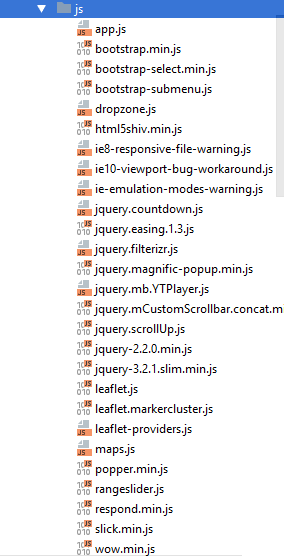 js
app.js
bootstrap.min.js
bootstrap-select.min.js
bootstrap-submenu.js
dropzone.js
html5shiv.min.js
ie8-responsive-file-warning.js
ie10-viewport-bug-workaround.js
ie-emulation-modes-warning.js
jquery.countdown.js
jquery.easing.1.3.js
jquery.filterizr.js
jquery.magnific-popup.min.js
jquery.mb.YTPlayer.js
jquery.mCustomScrollbar.concat.m
jquery.scrollUp.js
jquery-2.2.0.min.js
jquery-3.2.1.slim.min.js
leaflet.js
leaflet.markercluster.js
leaflet-providers.js
maps.js
popper.min.js
rangeslider.js
respond.min.js
slick.min.js
wow.min.js